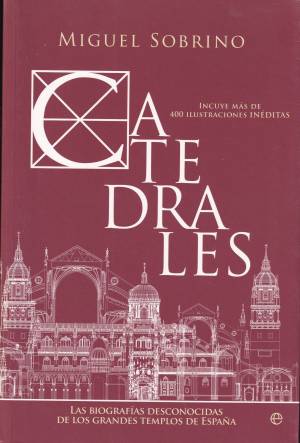 MIGUEL SOBRINO
INCLUYE MÁS DE
400 ILUSTRACIONES INÉDITAS
CA
TE
DRA
LES
LAS BIOGRAFÍAS DESCONOCIDAS
DE LOS GRANDES TEMPLOS DE ESPAÑA
e